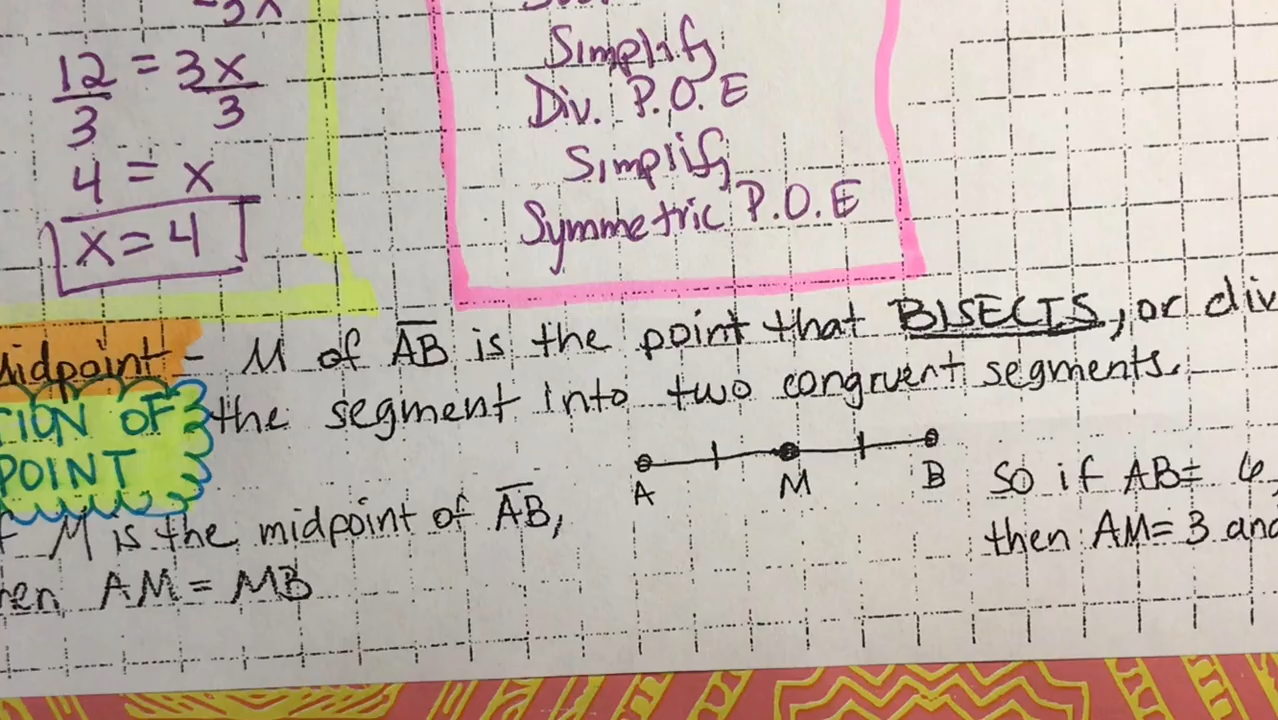 -3x
12 = 3x
3 3
4 = x
x = 4
Simplify
Div. P.O.E
Simplify
Symmetric P.O.E
Midpoint - M of AB is the point that BISECTS, or div
TION OF the segment into two congruent segments.
POINT
A M B
So if AB = 6,
f M is the midpoint of AB,
then AM = 3 and
hen AM = MB